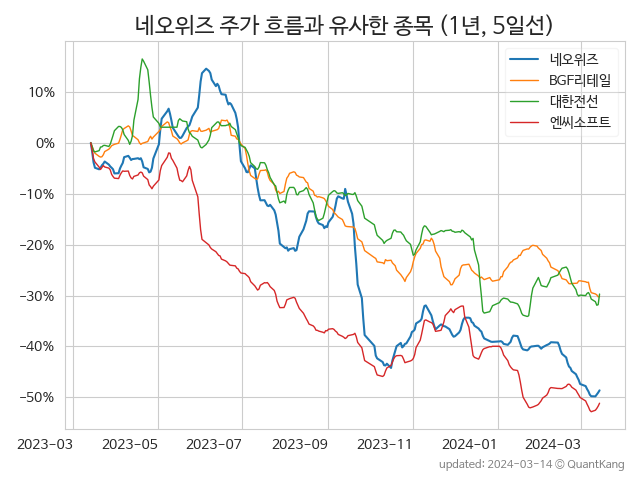 네오위즈 주가 흐름과 유사한 종목 (1년, 5일선)
네오위즈
BGF리테일
대한전선
엔씨소프트
10%
0%
−10%
−20%
−30%
−40%
−50%
2023-03
2023-05
2023-07
2023-09
2023-11
2024-01
2024-03
updated: 2024-03-14 © QuantKang